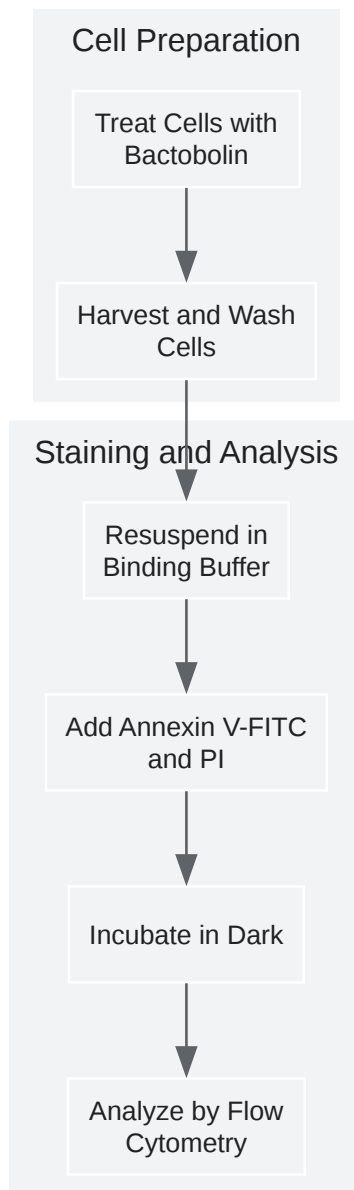 Cell Preparation
Treat Cells with
Bactobolin
Harvest and Wash
Cells
Staining and Analysis
Resuspend in
Binding Buffer
Add Annexin V-FITC
and PI
Incubate in Dark
Analyze by Flow
Cytometry